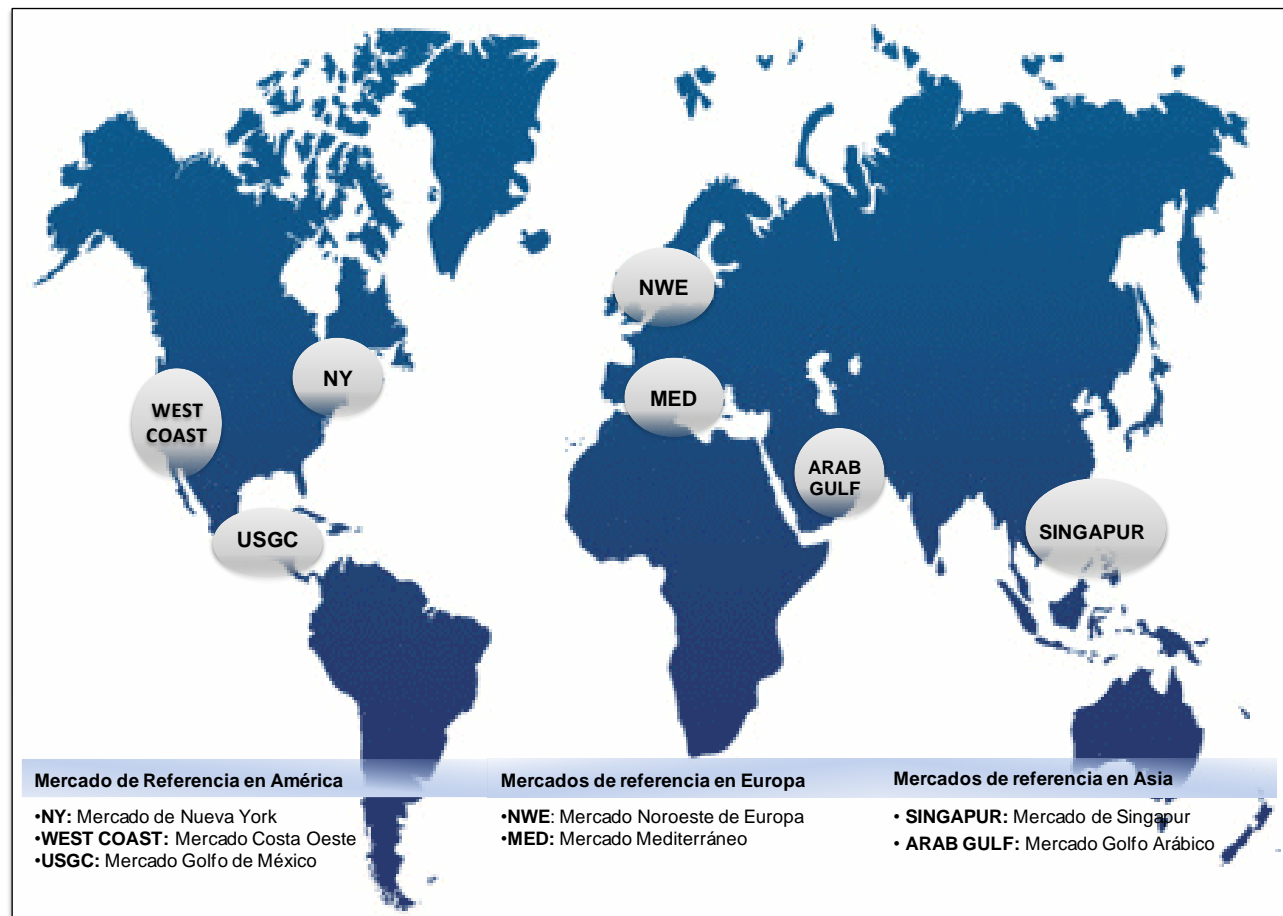 NWE
NY
WEST
COAST
MED
ARAB
GULF
USGC
SINGAPUR
Mercado de Referencia en América
•NY: Mercado de Nueva York
•WEST COAST: Mercado Costa Oeste
•USGC: Mercado Golfo de México
Mercados de referencia en Europa
•NWE: Mercado Noroeste de Europa
•MED: Mercado Mediterráneo
Mercados de referencia en Asia
• SINGAPUR: Mercado de Singapur
• ARAB GULF: Mercado Golfo Arábico